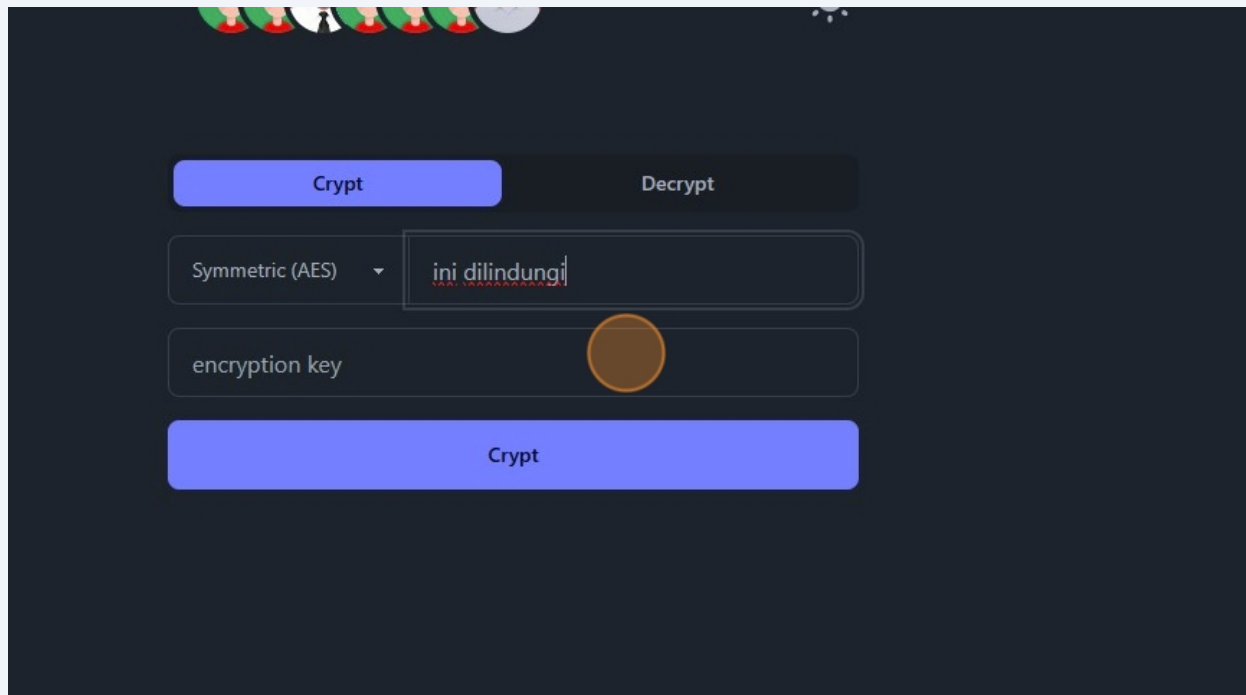 Crypt
Decrypt
Symmetric (AES)
ini dilindungi
encryption key
Crypt